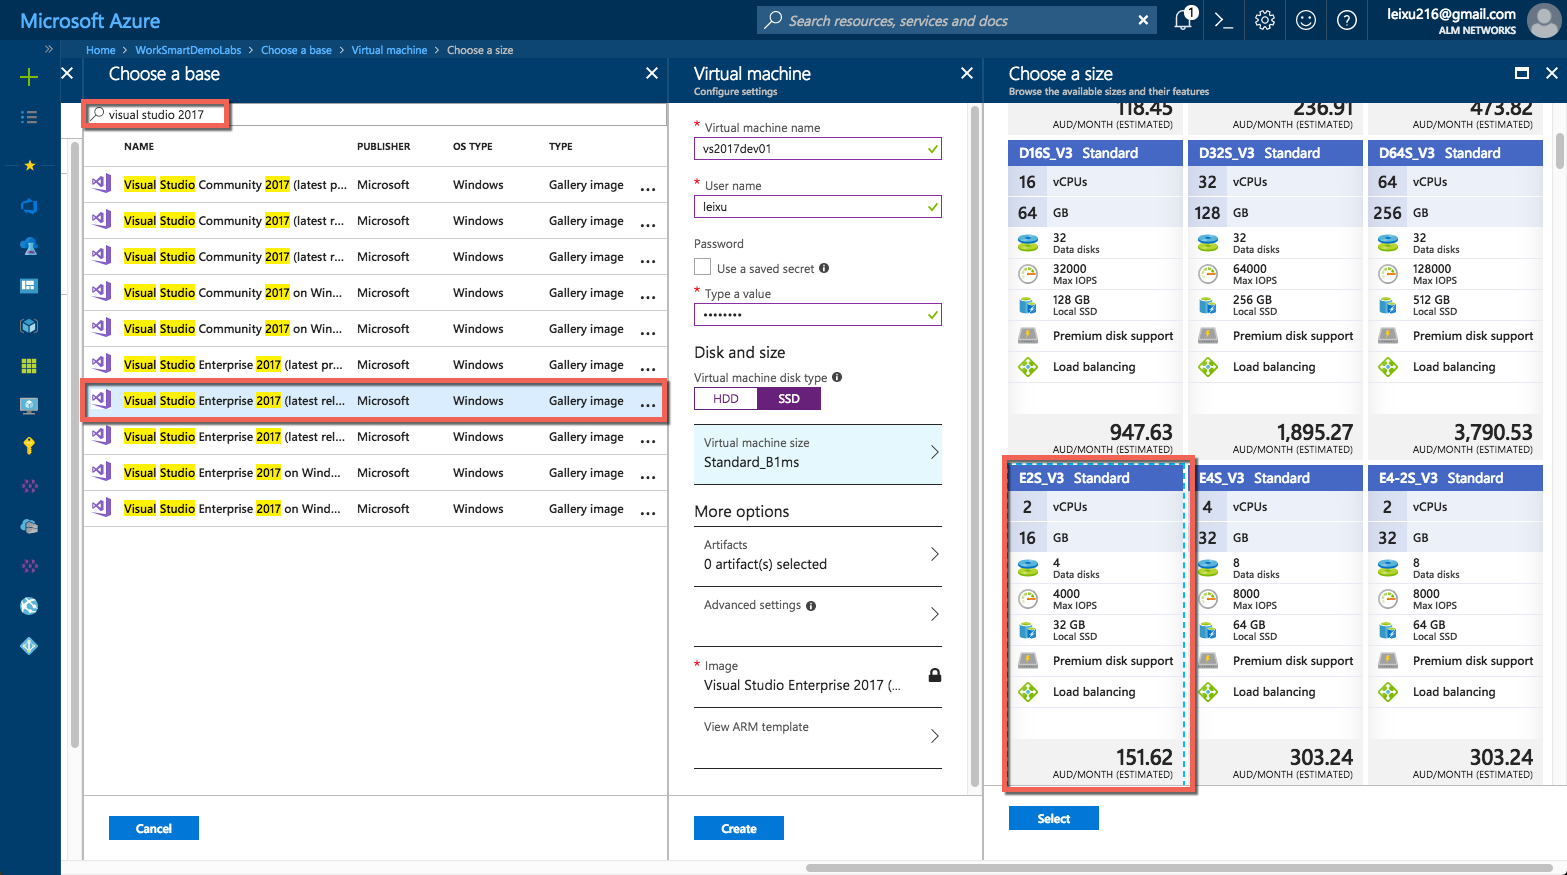 Microsoft Azure
Search resources, services and docs
1
leixu216@gmail.com
ALM NETWORKS
Home > WorkSmartDemoLabs > Choose a base > Virtual machine > Choose a size
Choose a base
visual studio 2017
NAME PUBLISHER OS TYPE TYPE
Visual Studio Community 2017 (latest p... Microsoft Windows Gallery image ...
Visual Studio Community 2017 (latest r... Microsoft Windows Gallery image ...
Visual Studio Community 2017 (latest r... Microsoft Windows Gallery image ...
Visual Studio Community 2017 on Win... Microsoft Windows Gallery image ...
Visual Studio Community 2017 on Win... Microsoft Windows Gallery image ...
Visual Studio Enterprise 2017 (latest pr... Microsoft Windows Gallery image ...
Visual Studio Enterprise 2017 (latest rel... Microsoft Windows Gallery image ...
Visual Studio Enterprise 2017 (latest rel... Microsoft Windows Gallery image ...
Visual Studio Enterprise 2017 on Wind... Microsoft Windows Gallery image ...
Visual Studio Enterprise 2017 on Wind... Microsoft Windows Gallery image ...
Cancel
Virtual machine
Configure settings
* Virtual machine name
vs2017dev01
* User name
leixu
Password
Use a saved secret
* Type a value
••••••••
Disk and size
Virtual machine disk type
HDD SSD
Virtual machine size
Standard_B1ms
More options
Artifacts
0 artifact(s) selected
Advanced settings
* Image
Visual Studio Enterprise 2017 (...
View ARM template
Create
Choose a size
Browse the available sizes and their features
118.45 236.91 473.82
AUD/MONTH (ESTIMATED) AUD/MONTH (ESTIMATED) AUD/MONTH (ESTIMATED)
D16S_V3 Standard D32S_V3 Standard D64S_V3 Standard
16 vCPUs 32 vCPUs 64 vCPUs
64 GB 128 GB 256 GB
32 32 32
Data disks Data disks Data disks
32000 64000 128000
Max IOPS Max IOPS Max IOPS
128 GB 256 GB 512 GB
Local SSD Local SSD Local SSD
Premium disk support Premium disk support Premium disk support
Load balancing Load balancing Load balancing
947.63 1,895.27 3,790.53
AUD/MONTH (ESTIMATED) AUD/MONTH (ESTIMATED) AUD/MONTH (ESTIMATED)
E2S_V3 Standard E4S_V3 Standard E4-2S_V3 Standard
2 vCPUs 4 vCPUs 2 vCPUs
16 GB 32 GB 32 GB
4 8 8
Data disks Data disks Data disks
4000 8000 8000
Max IOPS Max IOPS Max IOPS
32 GB 64 GB 64 GB
Local SSD Local SSD Local SSD
Premium disk support Premium disk support Premium disk support
Load balancing Load balancing Load balancing
151.62 303.24 303.24
AUD/MONTH (ESTIMATED) AUD/MONTH (ESTIMATED) AUD/MONTH (ESTIMATED)
Select